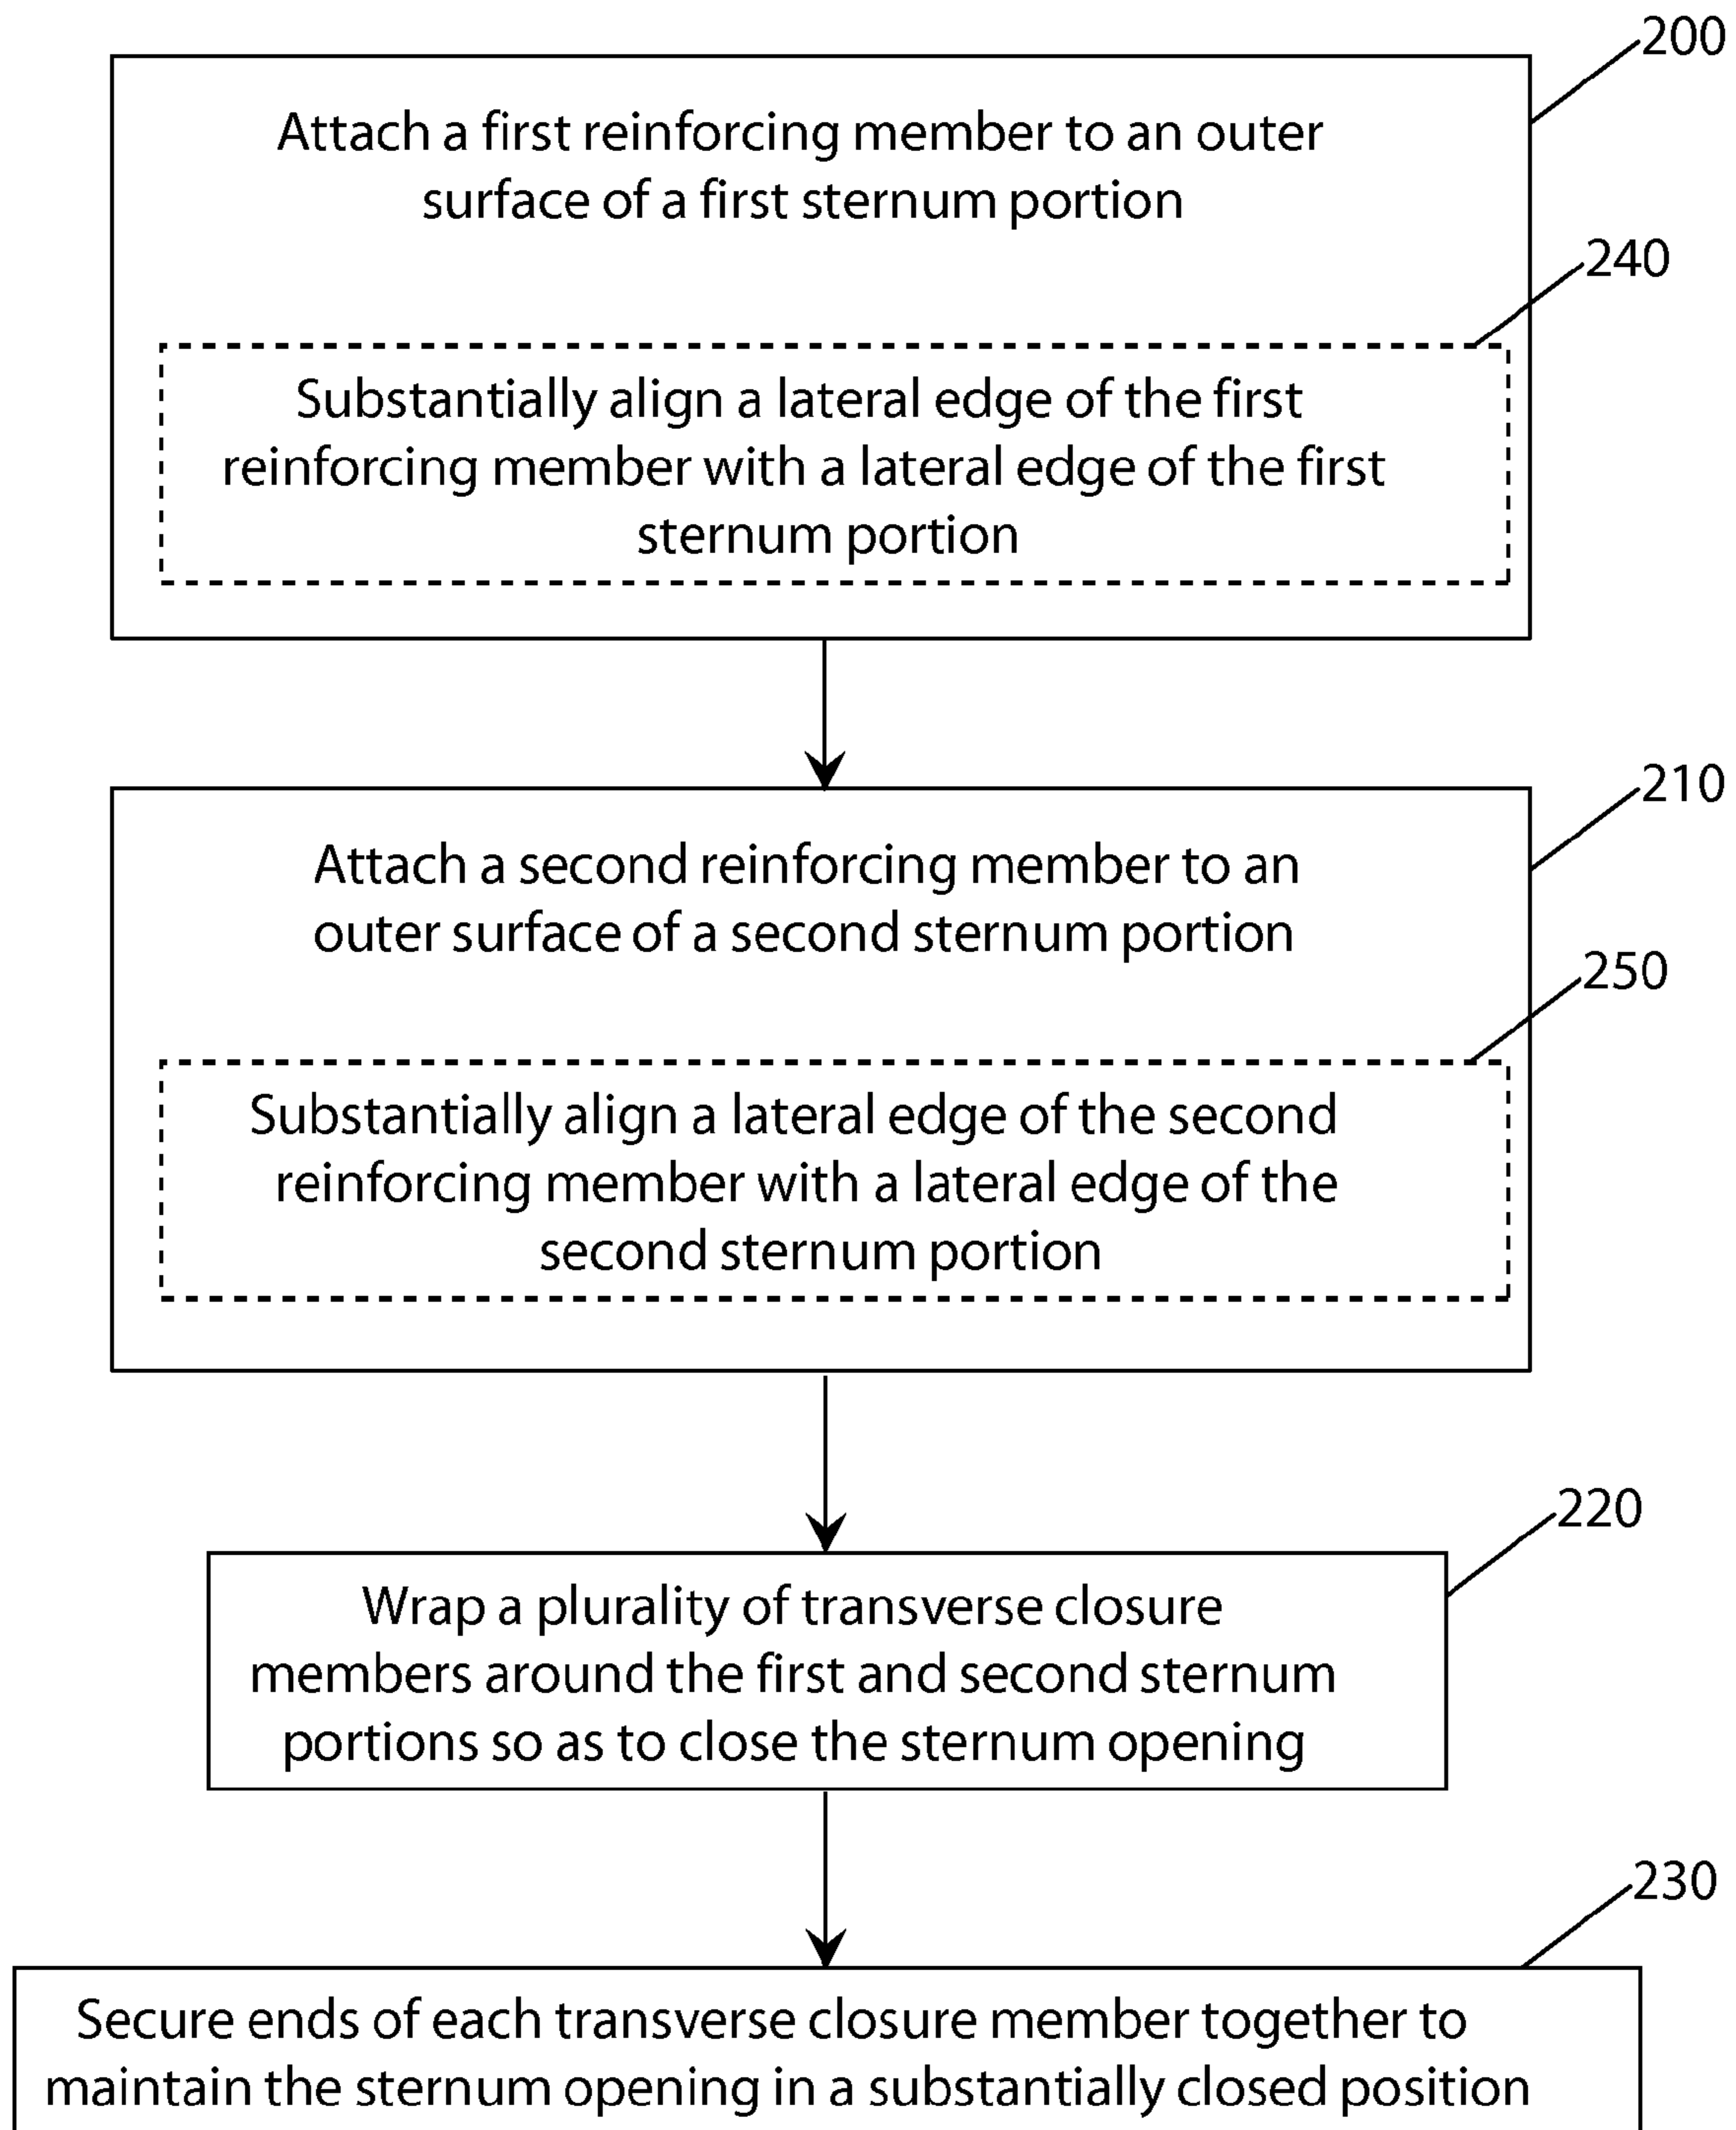 200
Attach a first reinforcing member to an outer
surface of a first sternum portion
240
Substantially align a lateral edge of the first
reinforcing member with a lateral edge of the first
sternum portion
210
Attach a second reinforcing member to an
outer surface of a second sternum portion
250
Substantially align a lateral edge of the second
reinforcing member with a lateral edge of the
second sternum portion
220
Wrap a plurality of transverse closure
members around the first and second sternum
portions so as to close the sternum opening
230
Secure ends of each transverse closure member together to
maintain the sternum opening in a substantially closed position